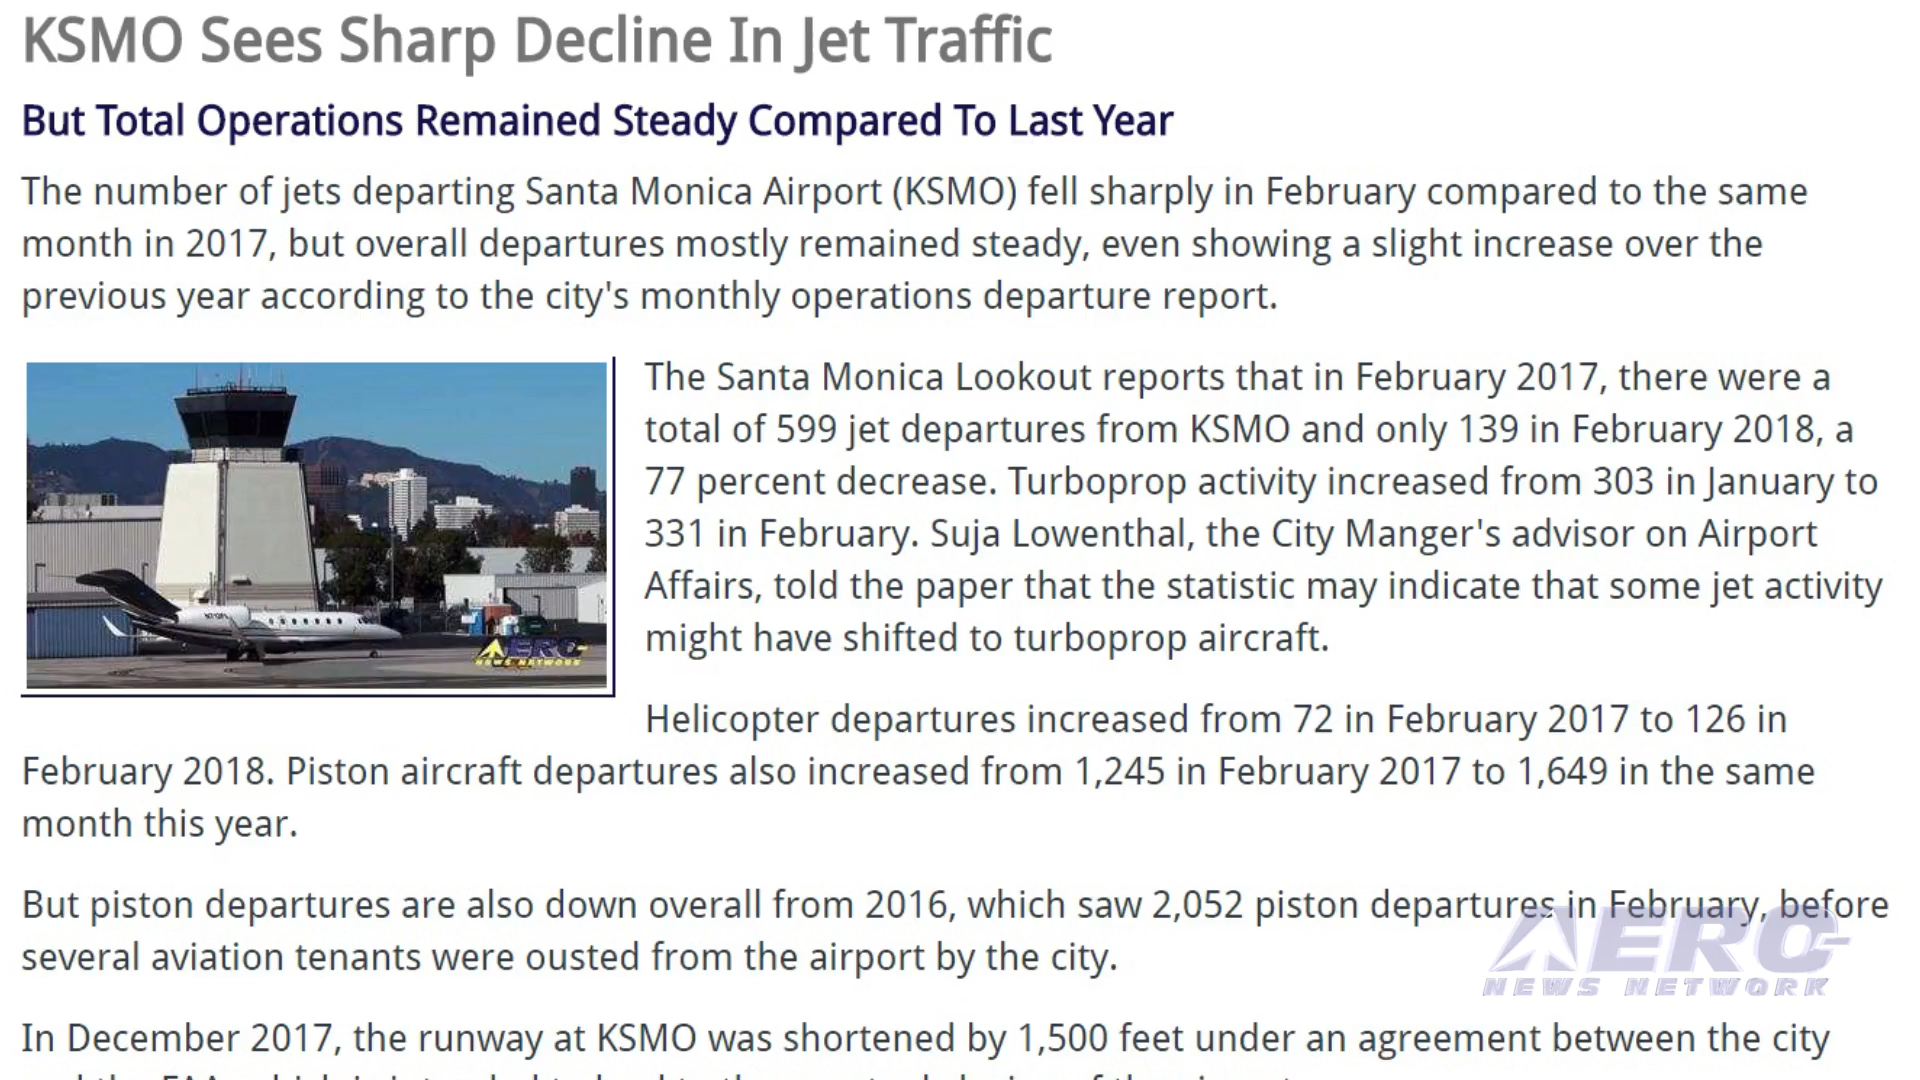 KSMO Sees Sharp Decline In Jet Traffic
But Total Operations Remained Steady Compared To Last Year
The number of jets departing Santa Monica Airport (KSMO) fell sharply in February compared to the same
month in 2017, but overall departures mostly remained steady, even showing a slight increase over the
previous year according to the city's monthly operations departure report.
The Santa Monica Lookout reports that in February 2017, there were a
total of 599 jet departures from KSMO and only 139 in February 2018, a
77 percent decrease. Turboprop activity increased from 303 in January to
331 in February. Suja Lowenthal, the City Manger's advisor on Airport
Affairs, told the paper that the statistic may indicate that some jet activity
might have shifted to turboprop aircraft.
AERO
NEWS NETWORK
Helicopter departures increased from 72 in February 2017 to 126 in
February 2018. Piston aircraft departures also increased from 1,245 in February 2017 to 1,649 in the same
month this year.
But piston departures are also down overall from 2016, which saw 2,052 piston departures in February, before
several aviation tenants were ousted from the airport by the city.
AERO
NEWS NETWORK
In December 2017, the runway at KSMO was shortened by 1,500 feet under an agreement between the city